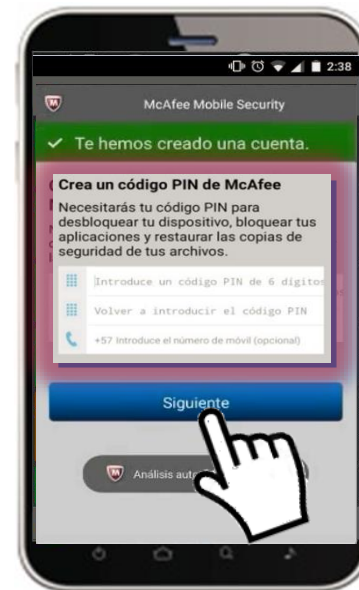 2:38
McAfee Mobile Security
Te hemos creado una cuenta.
Crea un código PIN de McAfee
Necesitarás tu código PIN para
desbloquear tu dispositivo, bloquear tus
aplicaciones y restaurar las copias de
seguridad de tus archivos.
Introduce un código PIN de 6 dígitos
Volver a introducir el código PIN
+57 Introduce el número de móvil (opcional)
Siguiente
Análisis